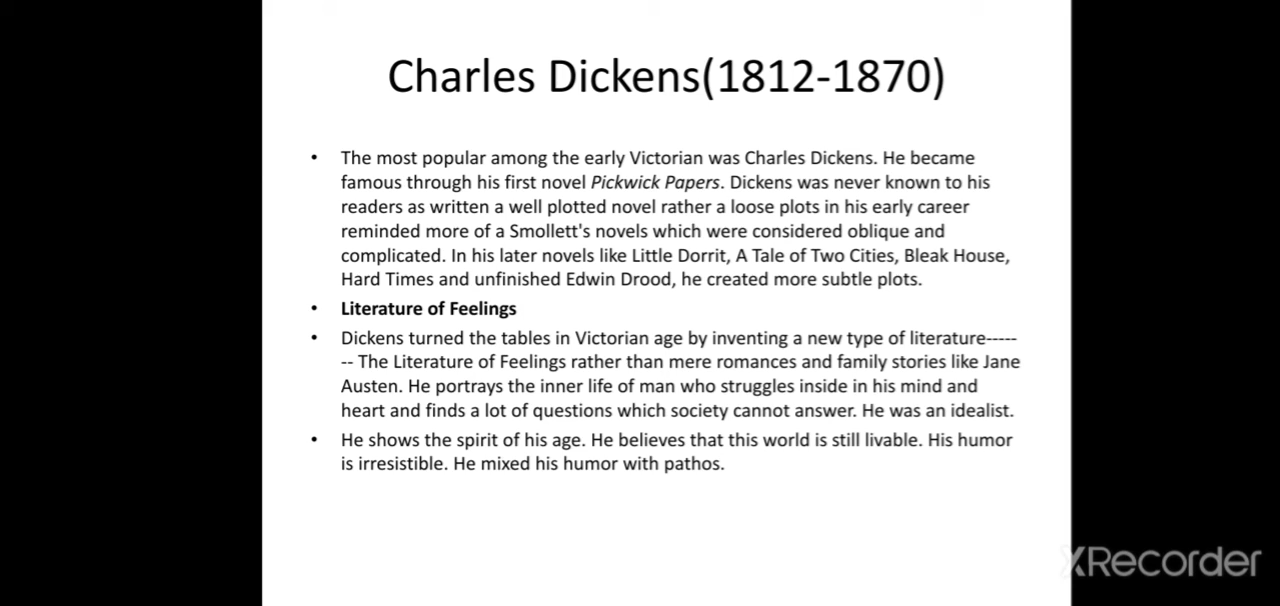 Charles Dickens(1812-1870)
• The most popular among the early Victorian was Charles Dickens. He became
famous through his first novel Pickwick Papers. Dickens was never known to his
readers as written a well plotted novel rather a loose plots in his early career
reminded more of a Smollett's novels which were considered oblique and
complicated. In his later novels like Little Dorrit, A Tale of Two Cities, Bleak House,
Hard Times and unfinished Edwin Drood, he created more subtle plots.
• Literature of Feelings
• Dickens turned the tables in Victorian age by inventing a new type of literature-----
-- The Literature of Feelings rather than mere romances and family stories like Jane
Austen. He portrays the inner life of man who struggles inside in his mind and
heart and finds a lot of questions which society cannot answer. He was an idealist.
• He shows the spirit of his age. He believes that this world is still livable. His humor
is irresistible. He mixed his humor with pathos.
XRecorder